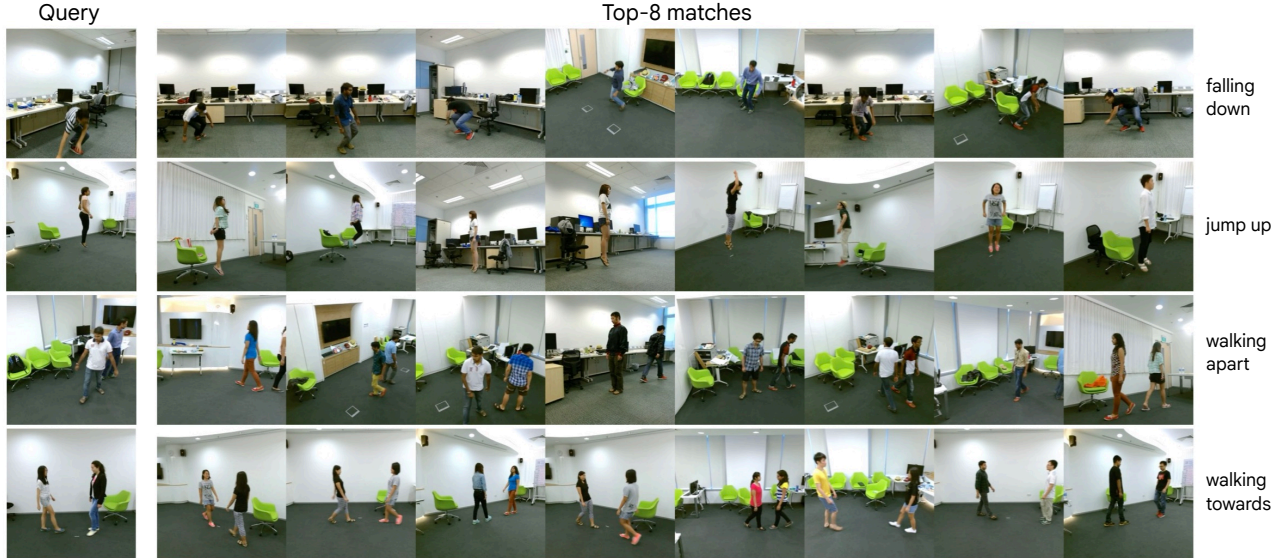 Query
Top-8 matches
falling
down
jump up
walking
apart
walking
towards